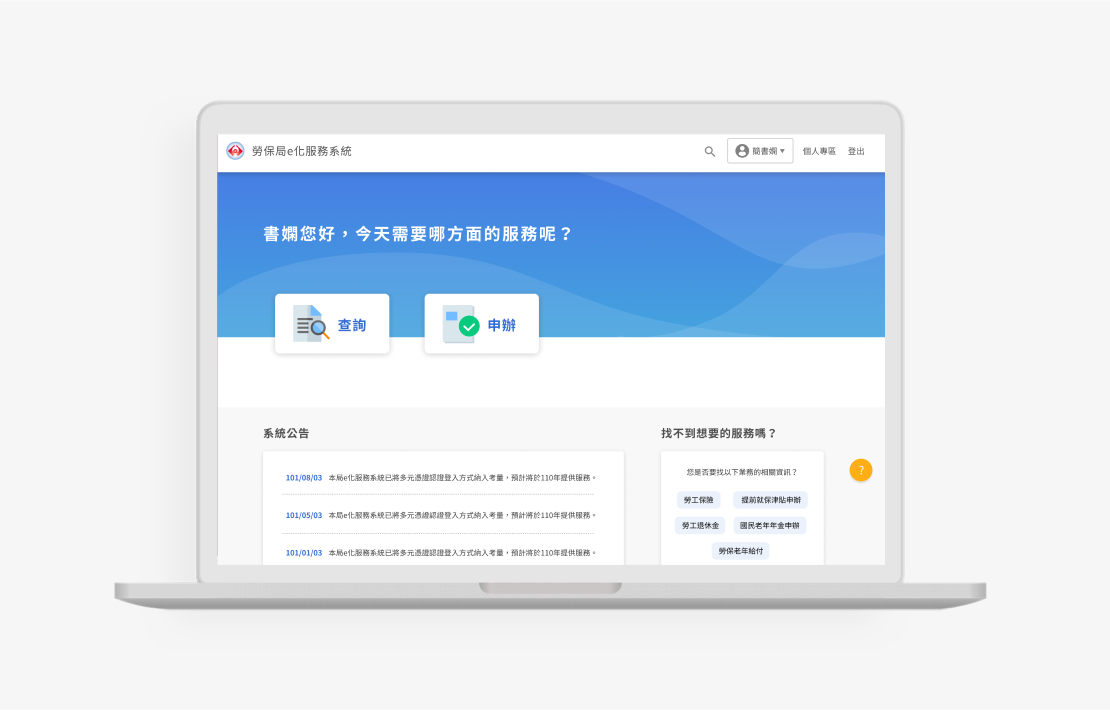 勞保局e化服務系統
簡書嫻▼
個人專區
登出
書嫻您好，今天需要哪方面的服務呢？
查詢
申辦
系統公告
101/08/03 本局e化服務系統已將多元憑證認證登入方式納入考量，預計將於110年提供服務。
101/05/03 本局e化服務系統已將多元憑證認證登入方式納入考量，預計將於110年提供服務。
101/01/03 本局e化服務系統已將多元憑證認證登入方式納入考量，預計將於110年提供服務。
找不到想要的服務嗎？
您是否要找以下業務的相關資訊？
勞工保險
提前就保津貼申辦
勞工退休金
國民老年年金申辦
勞保老年給付
?